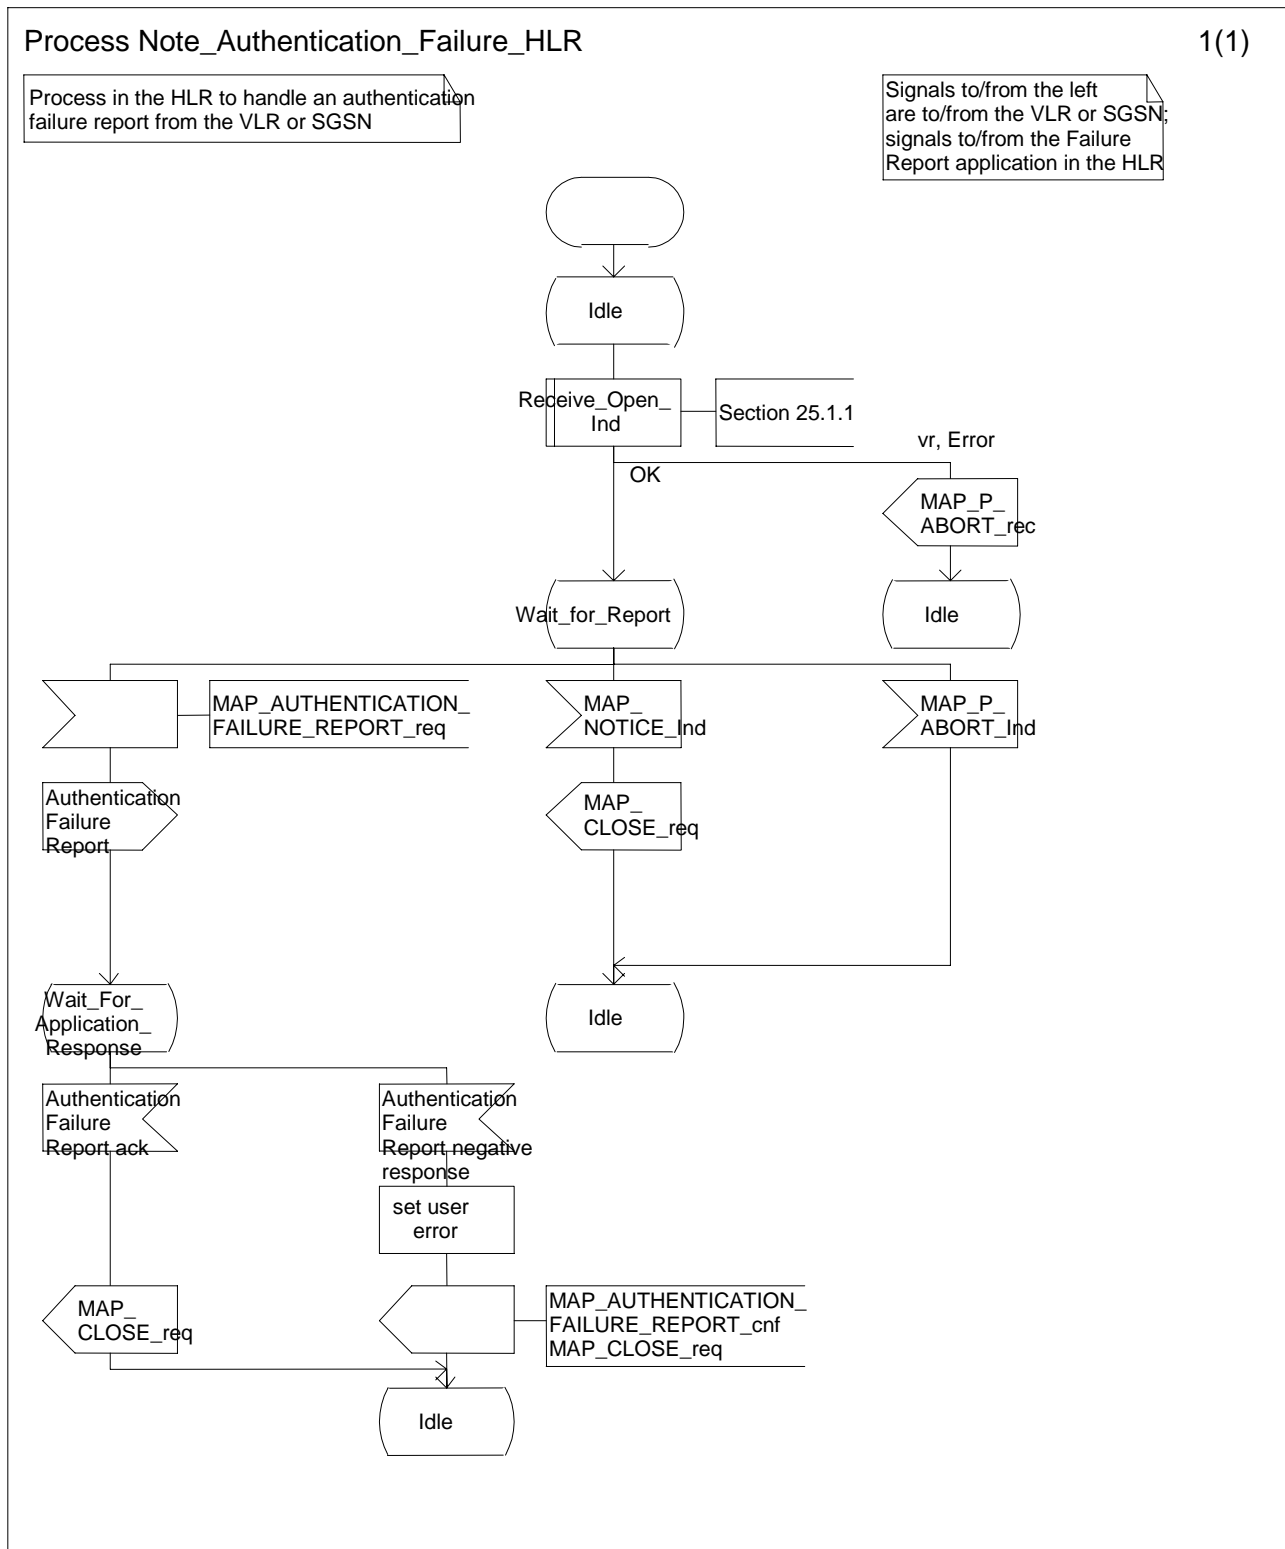 Process Note_Authentication_Failure_HLR
1(1)
Process in the HLR to handle an authentication
failure report from the VLR or SGSN
Signals to/from the left
are to/from the VLR or SGSN;
signals to/from the Failure
Report application in the HLR
Idle
Receive_Open_
Ind
Section 25.1.1
vr, Error
OK
MAP_P_
ABORT_rec
Wait_for_Report
Idle
MAP_AUTHENTICATION_
FAILURE_REPORT_req
MAP_
NOTICE_Ind
MAP_P_
ABORT_Ind
Authentication
Failure
Report
MAP_
CLOSE_req
Wait_For_
Application_
Response
Idle
Authentication
Failure
Report ack
Authentication
Failure
Report negative
response
set user
error
MAP_
CLOSE_req
MAP_AUTHENTICATION_
FAILURE_REPORT_cnf
MAP_CLOSE_req
Idle